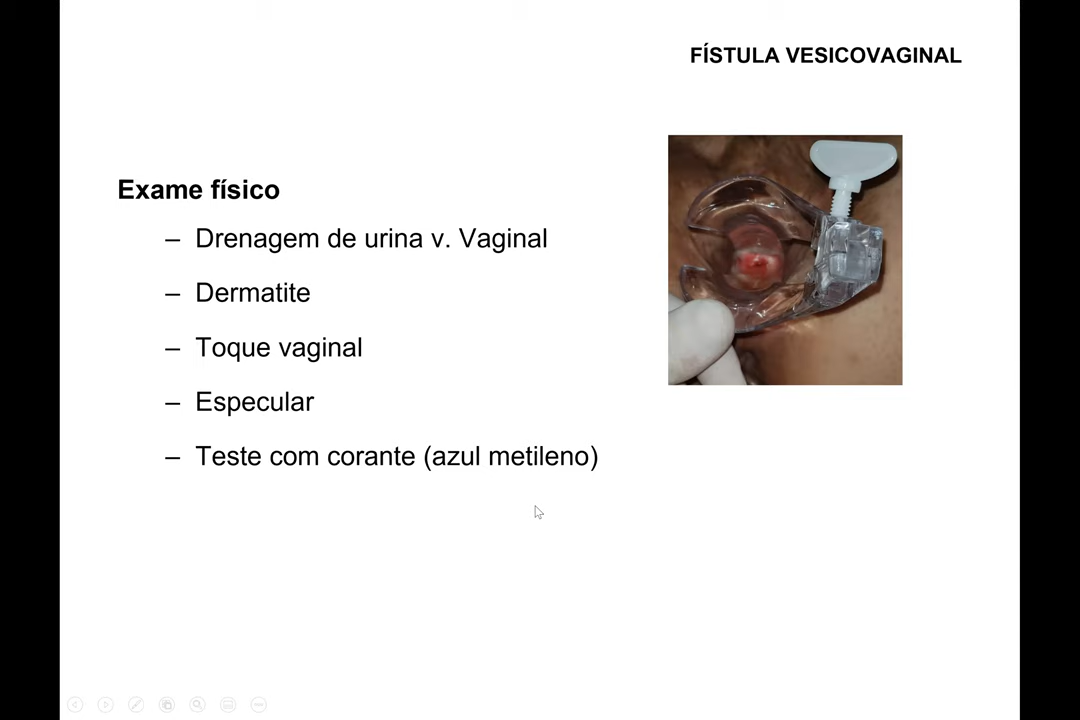 FÍSTULA VESICOVAGINAL
Exame físico
– Drenagem de urina v. Vaginal
– Dermatite
– Toque vaginal
– Especular
– Teste com corante (azul metileno)